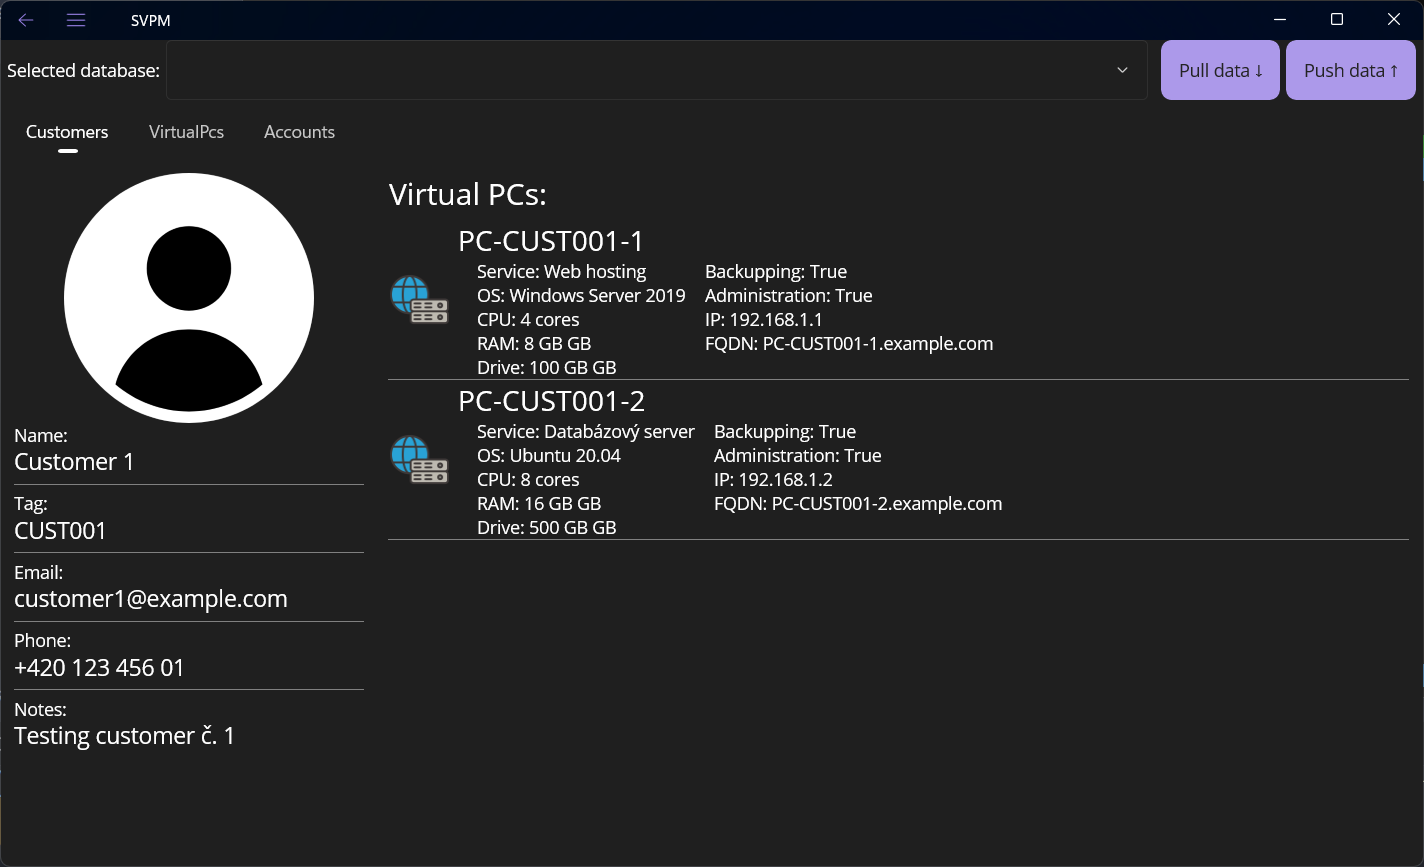 SVPM
Selected database:
Pull data ↓
Push data ↑
Customers
VirtualPcs
Accounts
Name:
Customer 1
Tag:
CUST001
Email:
customer1@example.com
Phone:
+420 123 456 01
Notes:
Testing customer č. 1
Virtual PCs:
PC-CUST001-1
Service: Web hosting
OS: Windows Server 2019
CPU: 4 cores
RAM: 8 GB GB
Drive: 100 GB GB
Backupping: True
Administration: True
IP: 192.168.1.1
FQDN: PC-CUST001-1.example.com
PC-CUST001-2
Service: Databázový server
OS: Ubuntu 20.04
CPU: 8 cores
RAM: 16 GB GB
Drive: 500 GB GB
Backupping: True
Administration: True
IP: 192.168.1.2
FQDN: PC-CUST001-2.example.com